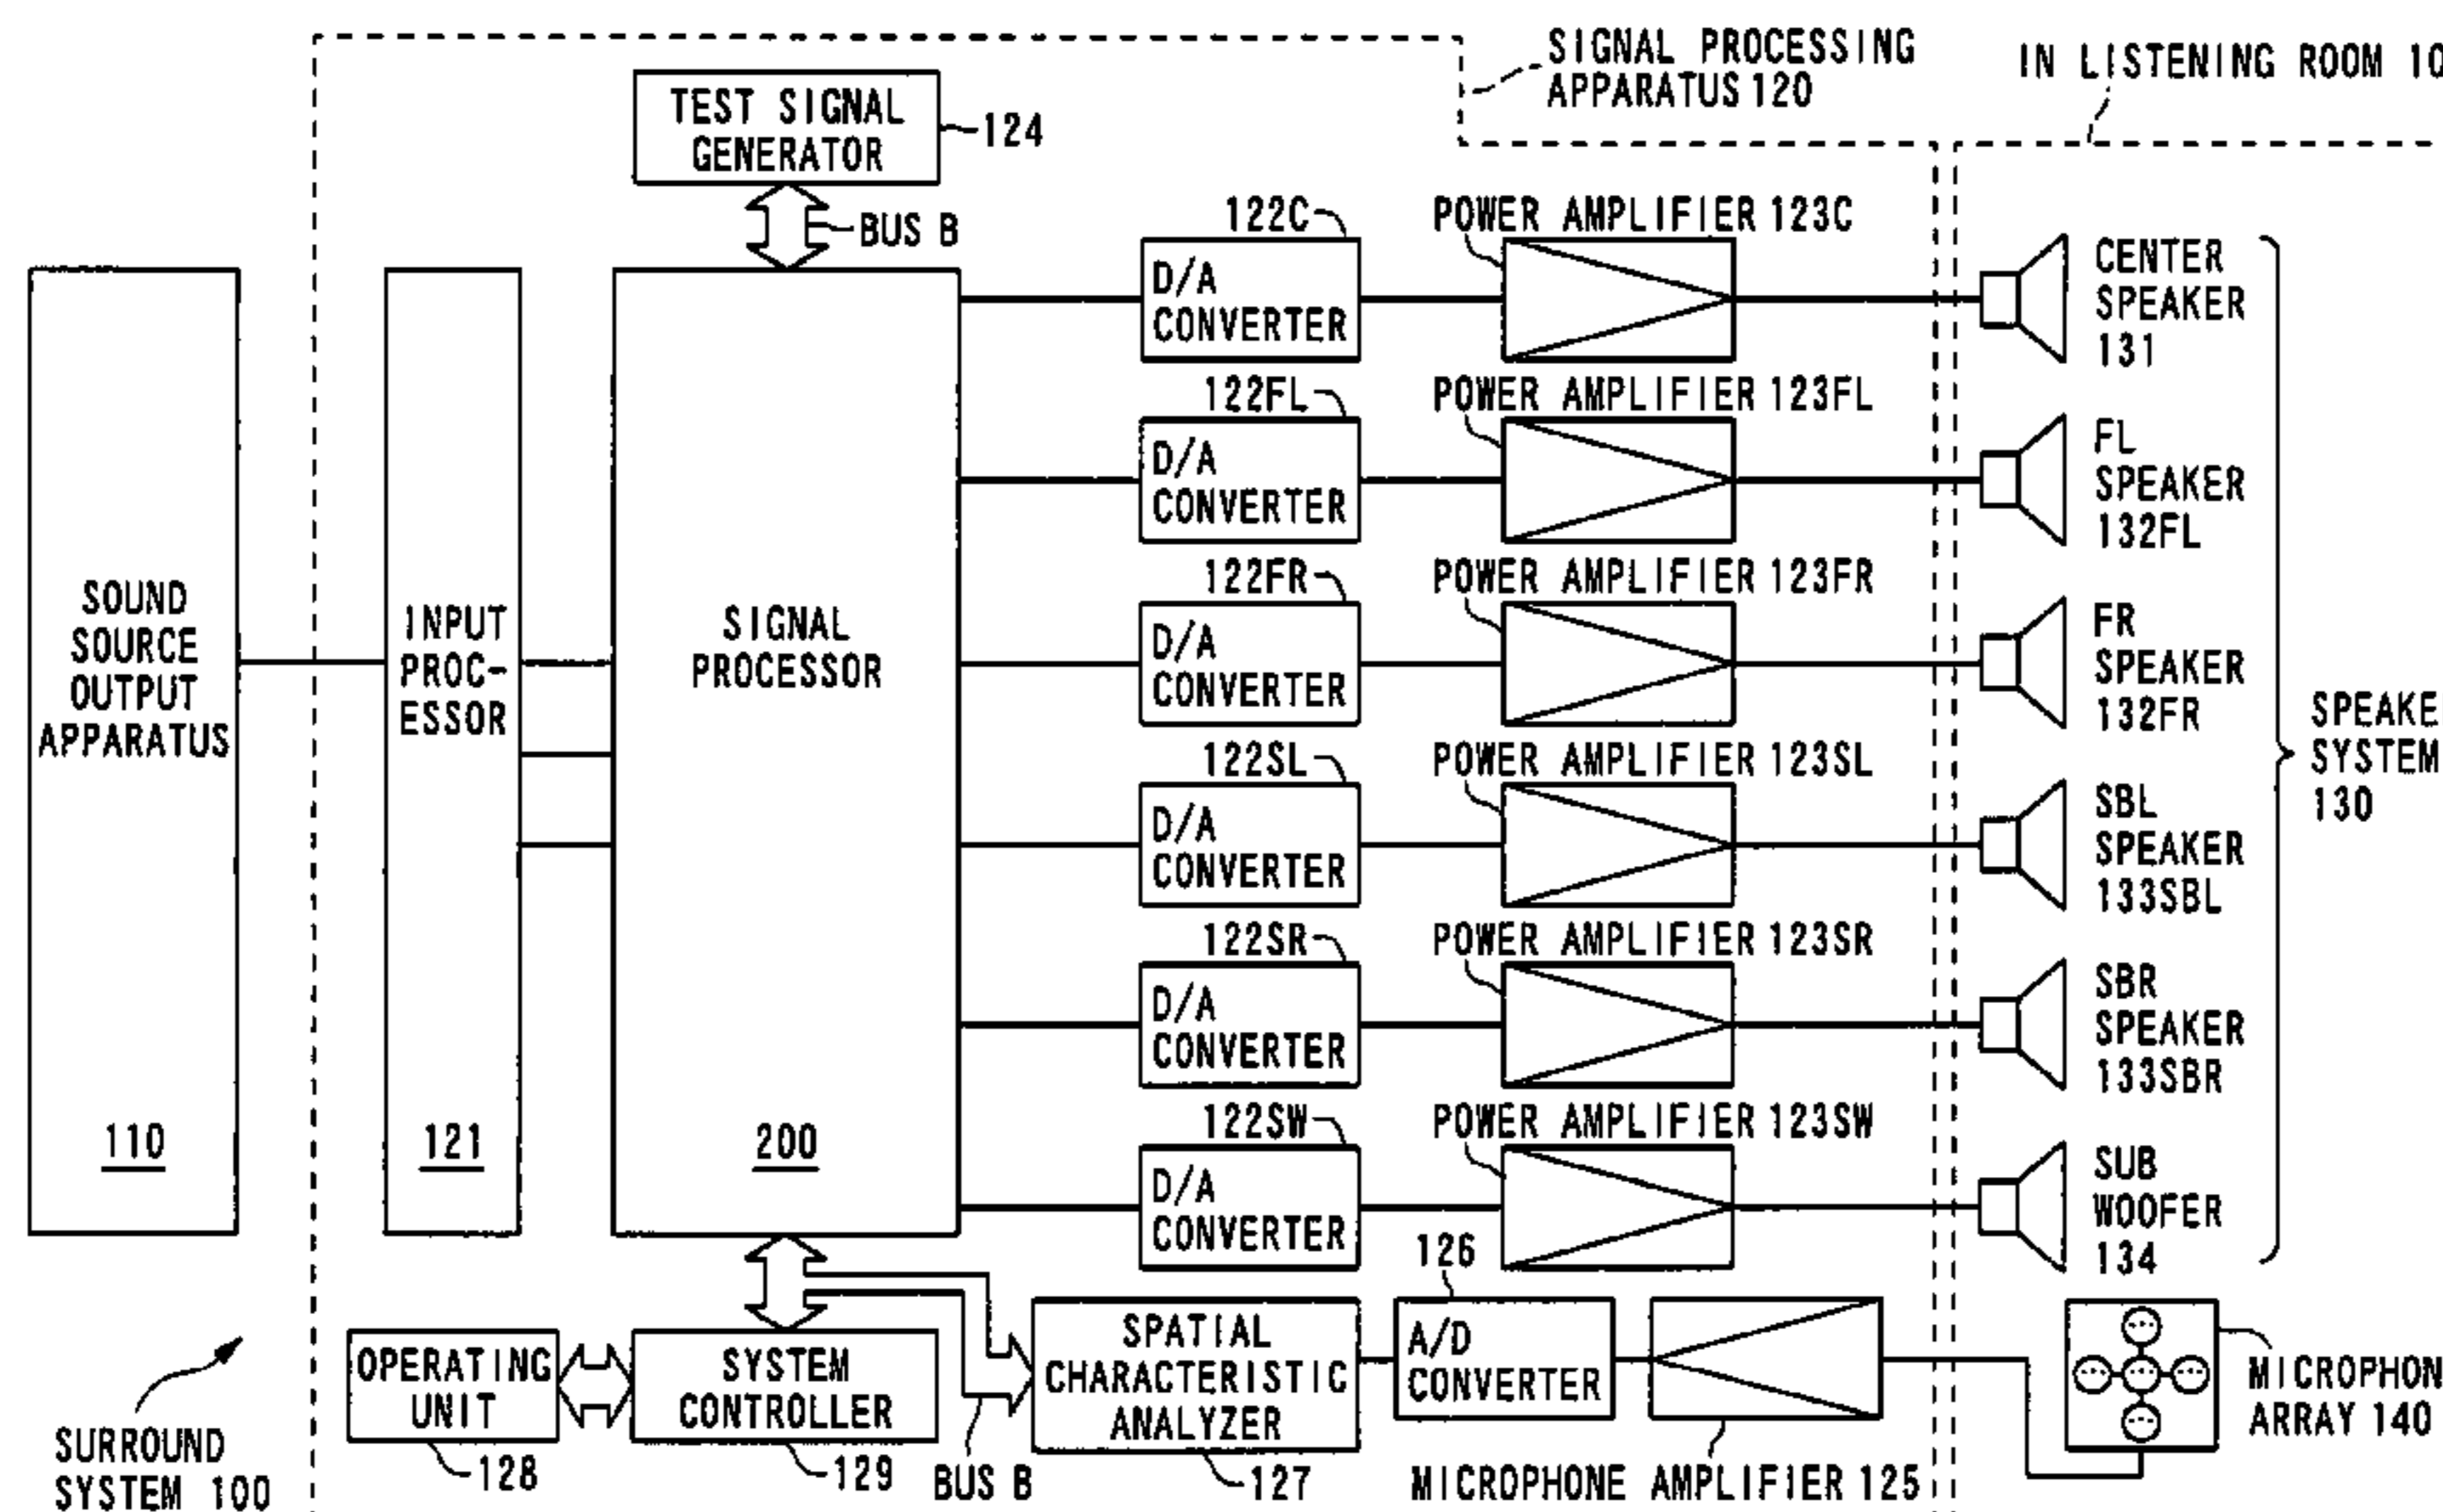 SIGNAL PROCESSING
APPARATUS 120
IN LISTENING ROOM 10
TEST SIGNAL
GENERATOR
124
BUS B
SOUND
SOURCE
OUTPUT
APPARATUS
110
INPUT
PROC-
ESSOR
121
SIGNAL
PROCESSOR
200
122C
D/A
CONVERTER
POWER AMPLIFIER 123C
CENTER
SPEAKER
131
122FL
D/A
CONVERTER
POWER AMPLIFIER 123FL
FL
SPEAKER
132FL
122FR
D/A
CONVERTER
POWER AMPLIFIER 123FR
FR
SPEAKER
132FR
122SL
D/A
CONVERTER
POWER AMPLIFIER 123SL
SBL
SPEAKER
133SBL
122SR
D/A
CONVERTER
POWER AMPLIFIER 123SR
SBR
SPEAKER
133SBR
122SW
D/A
CONVERTER
POWER AMPLIFIER 123SW
SUB
WOOFER
134
SPEAKE
SYSTEM
130
OPERATING
UNIT
128
SYSTEM
CONTROLLER
129
BUS B
SPATIAL
CHARACTERISTIC
ANALYZER
127
126
A/D
CONVERTER
MICROPHONE AMPLIFIER 125
MICROPHON
ARRAY 140
SURROUND
SYSTEM 100